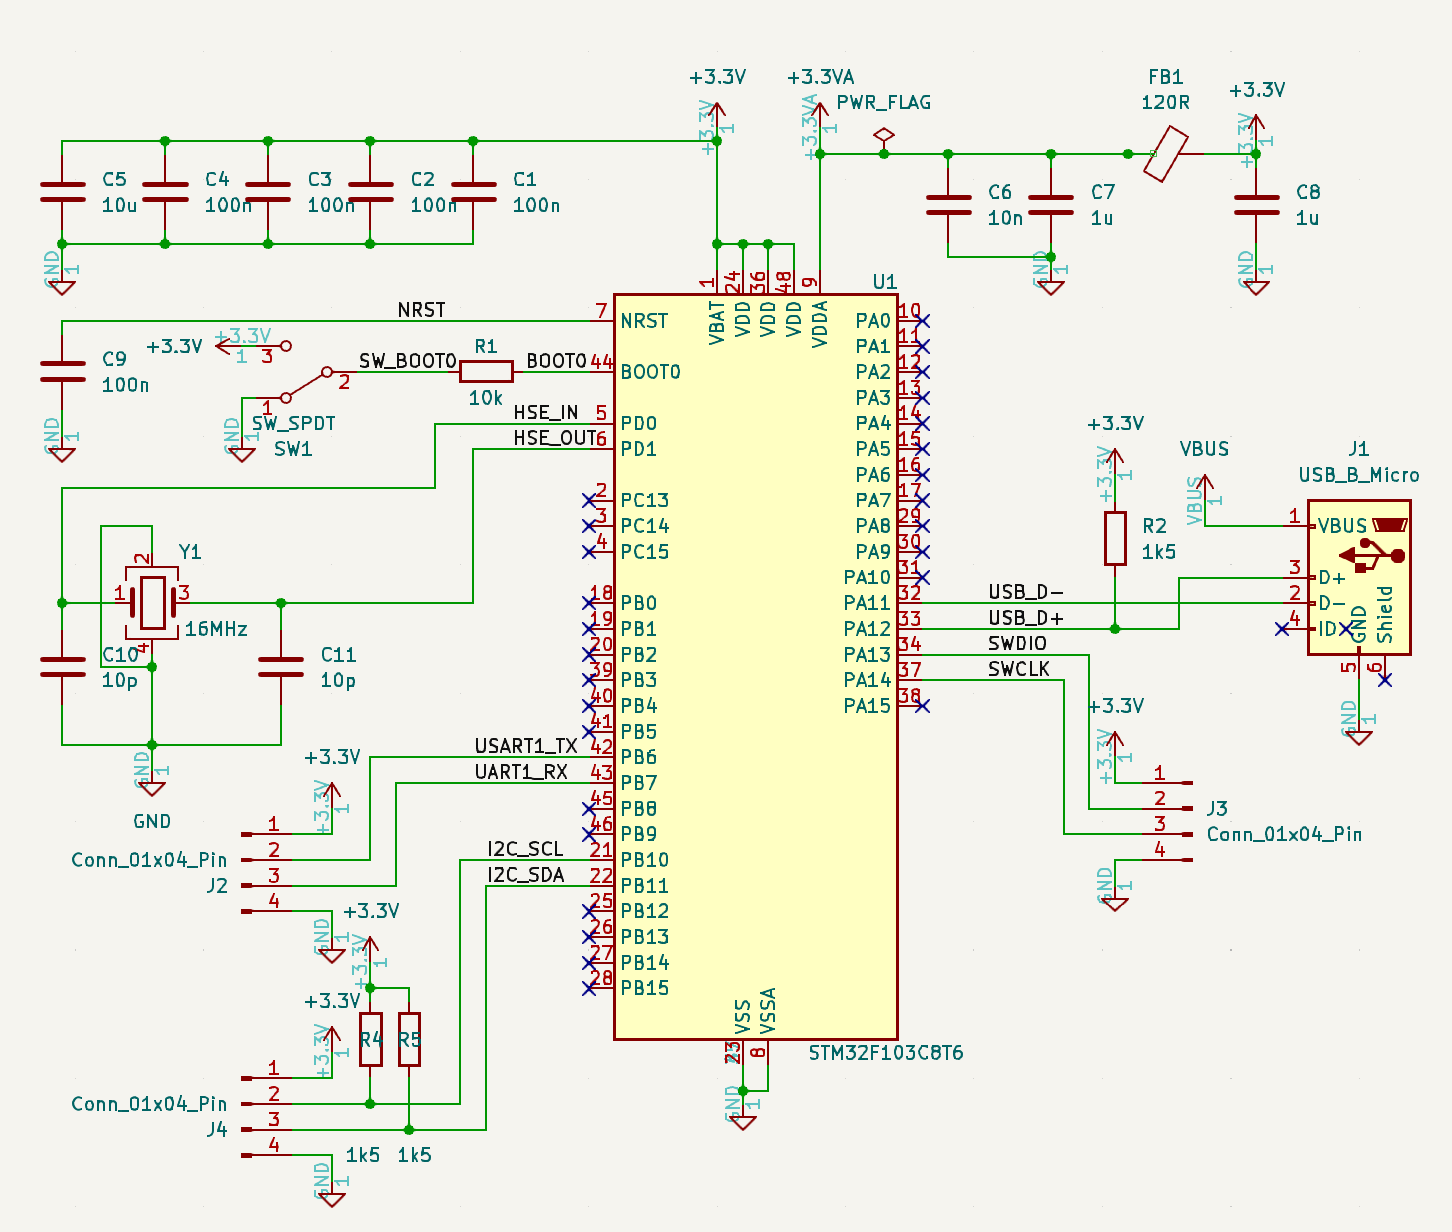 +3.3V
+3.3V
1
+3.3VA
+3.3VA
1
PWR_FLAG
FB1
120R
+3.3V
+3.3V
1
C5
10u
C4
100n
C3
100n
C2
100n
C1
100n
C6
10n
C7
1u
C8
1u
GND
1
GND
1
GND
1
U1
1
24
36
48
9
VBAT
VDD
VDD
VDD
VDDA
NRST
7
NRST
+3.3V
+3.3V
1
3
SW_BOOT0
2
R1
10k
BOOT0
44
BOOT0
1
SW_SPDT
SW1
GND
1
C9
100n
GND
1
HSE_IN
5
PD0
HSE_OUT
6
PD1
2
PC13
3
PC14
4
PC15
18
PB0
19
PB1
20
PB2
39
PB3
40
PB4
41
PB5
USART1_TX
42
PB6
UART1_RX
43
PB7
45
PB8
46
PB9
I2C_SCL
21
PB10
I2C_SDA
22
PB11
25
PB12
26
PB13
27
PB14
28
PB15
PA0
10
PA1
11
PA2
12
PA3
13
PA4
14
PA5
15
PA6
16
PA7
17
PA8
29
PA9
30
PA10
31
PA11
32
USB_D-
PA12
33
USB_D+
PA13
34
SWDIO
PA14
37
SWCLK
PA15
38
Y1
2
1
3
16MHz
4
C10
10p
C11
10p
GND
1
GND
+3.3V
+3.3V
1
1
2
3
4
Conn_01x04_Pin
J2
GND
1
+3.3V
+3.3V
1
+3.3V
+3.3V
1
R4
R5
1
2
3
4
Conn_01x04_Pin
J4
1k5
1k5
GND
1
VSS
VSSA
23
8
STM32F103C8T6
GND
1
+3.3V
+3.3V
1
R2
1k5
VBUS
VBUS
1
J1
USB_B_Micro
1
VBUS
3
D+
2
D-
4
ID
GND
Shield
5
6
GND
1
+3.3V
+3.3V
1
1
2
3
4
J3
Conn_01x04_Pin
GND
1